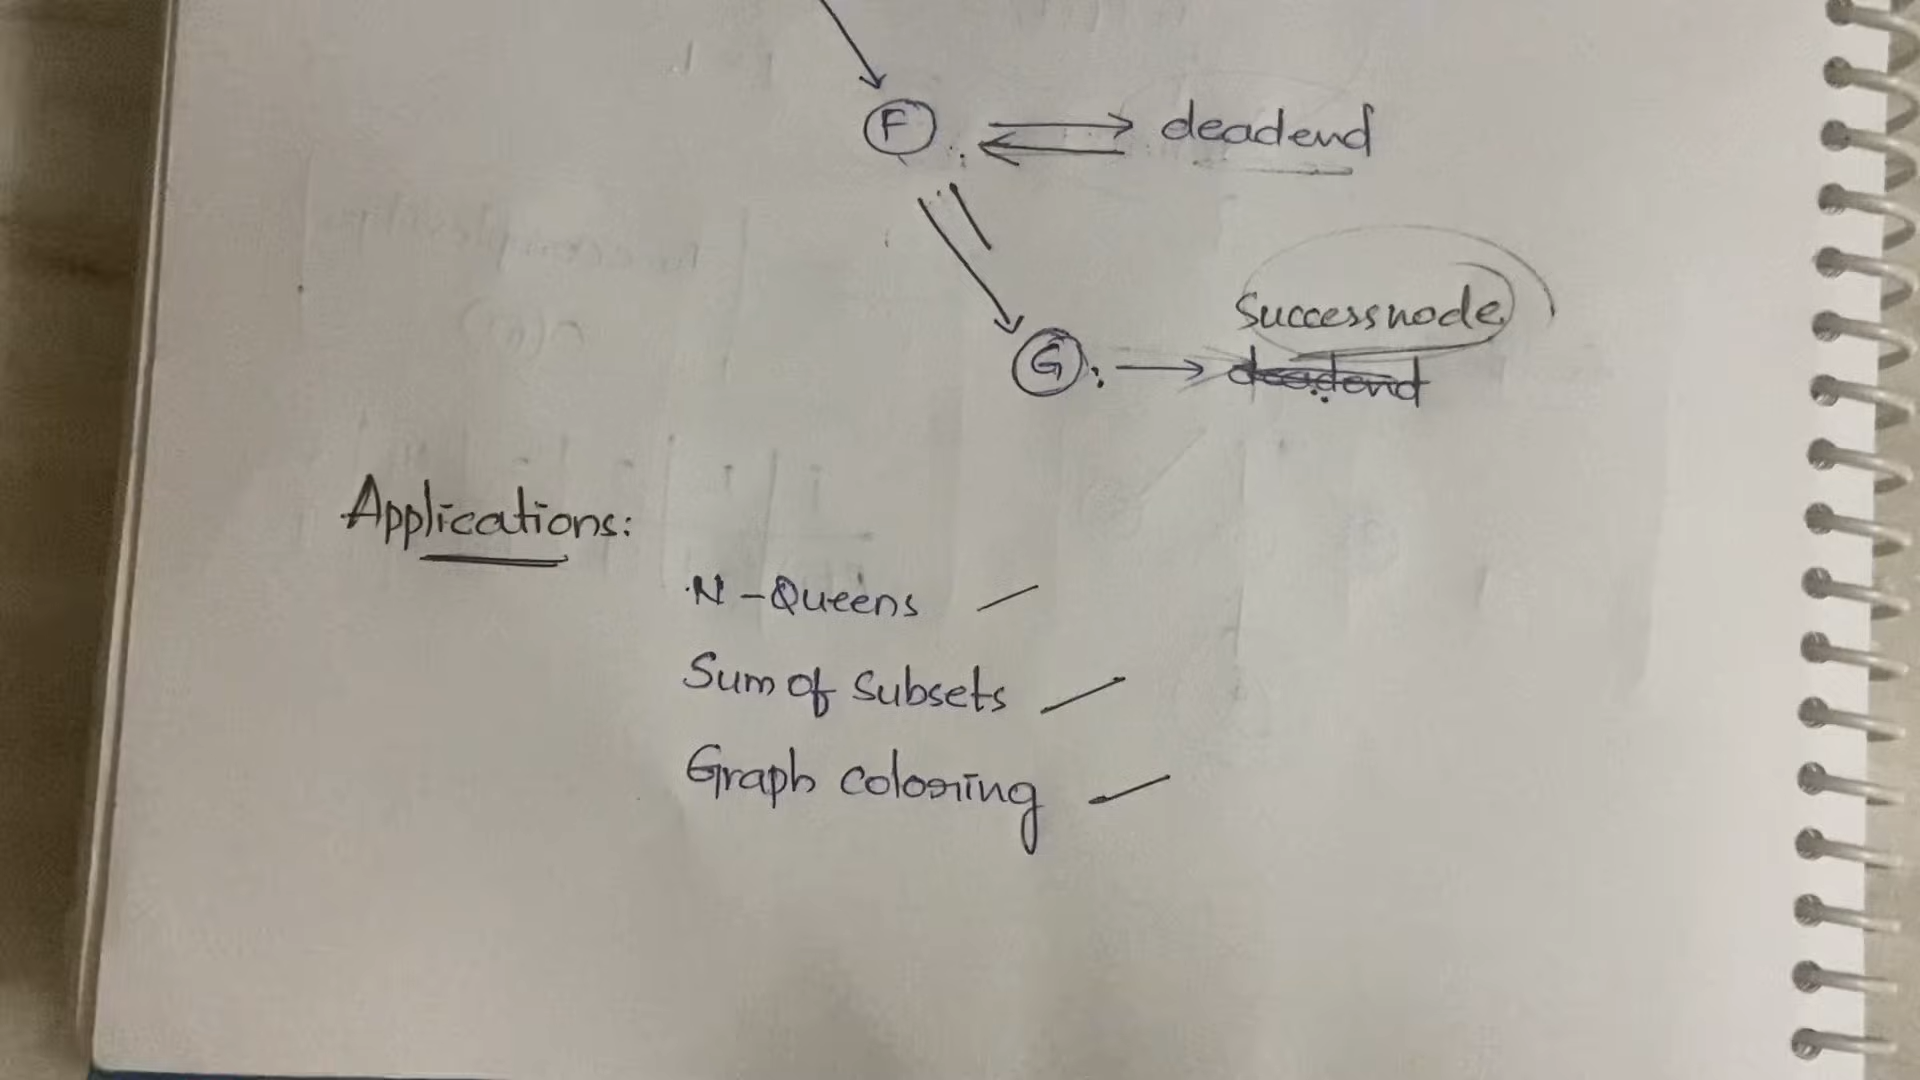 F deadend
Successnode
G deadend
Applications:
N-Queens
Sum of Subsets
Graph coloring